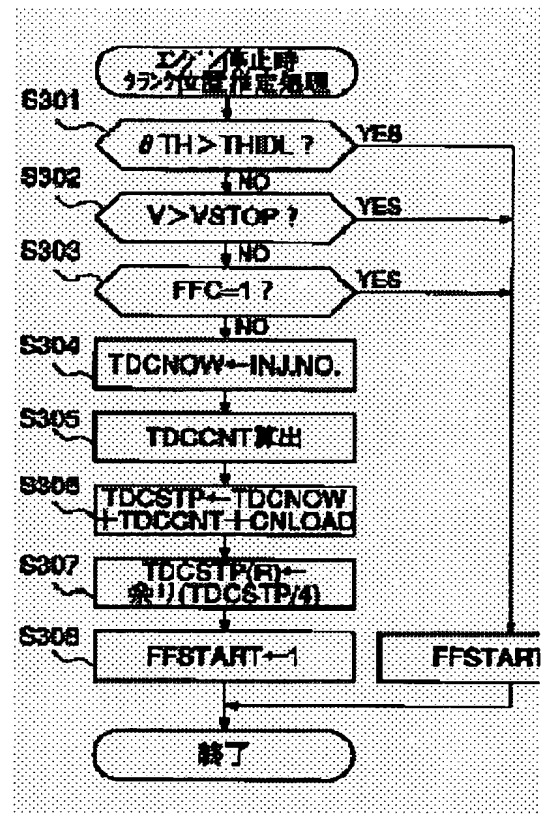 エンジン停止時
クランク位置推定処理
S301
θTH>THIDL?
YES
NO
S302
V>VSTOP?
YES
NO
S303
FFC=1?
YES
NO
S304
TDCNOW←INJ.NO.
S305
TDCCNT算出
S306
TDCSTP←TDCNOW
+TDCCNT+CNLOAD
S307
TDCSTP(R)←
余り(TDCSTP/4)
S308
FFSTART←1
FFSTART
終了